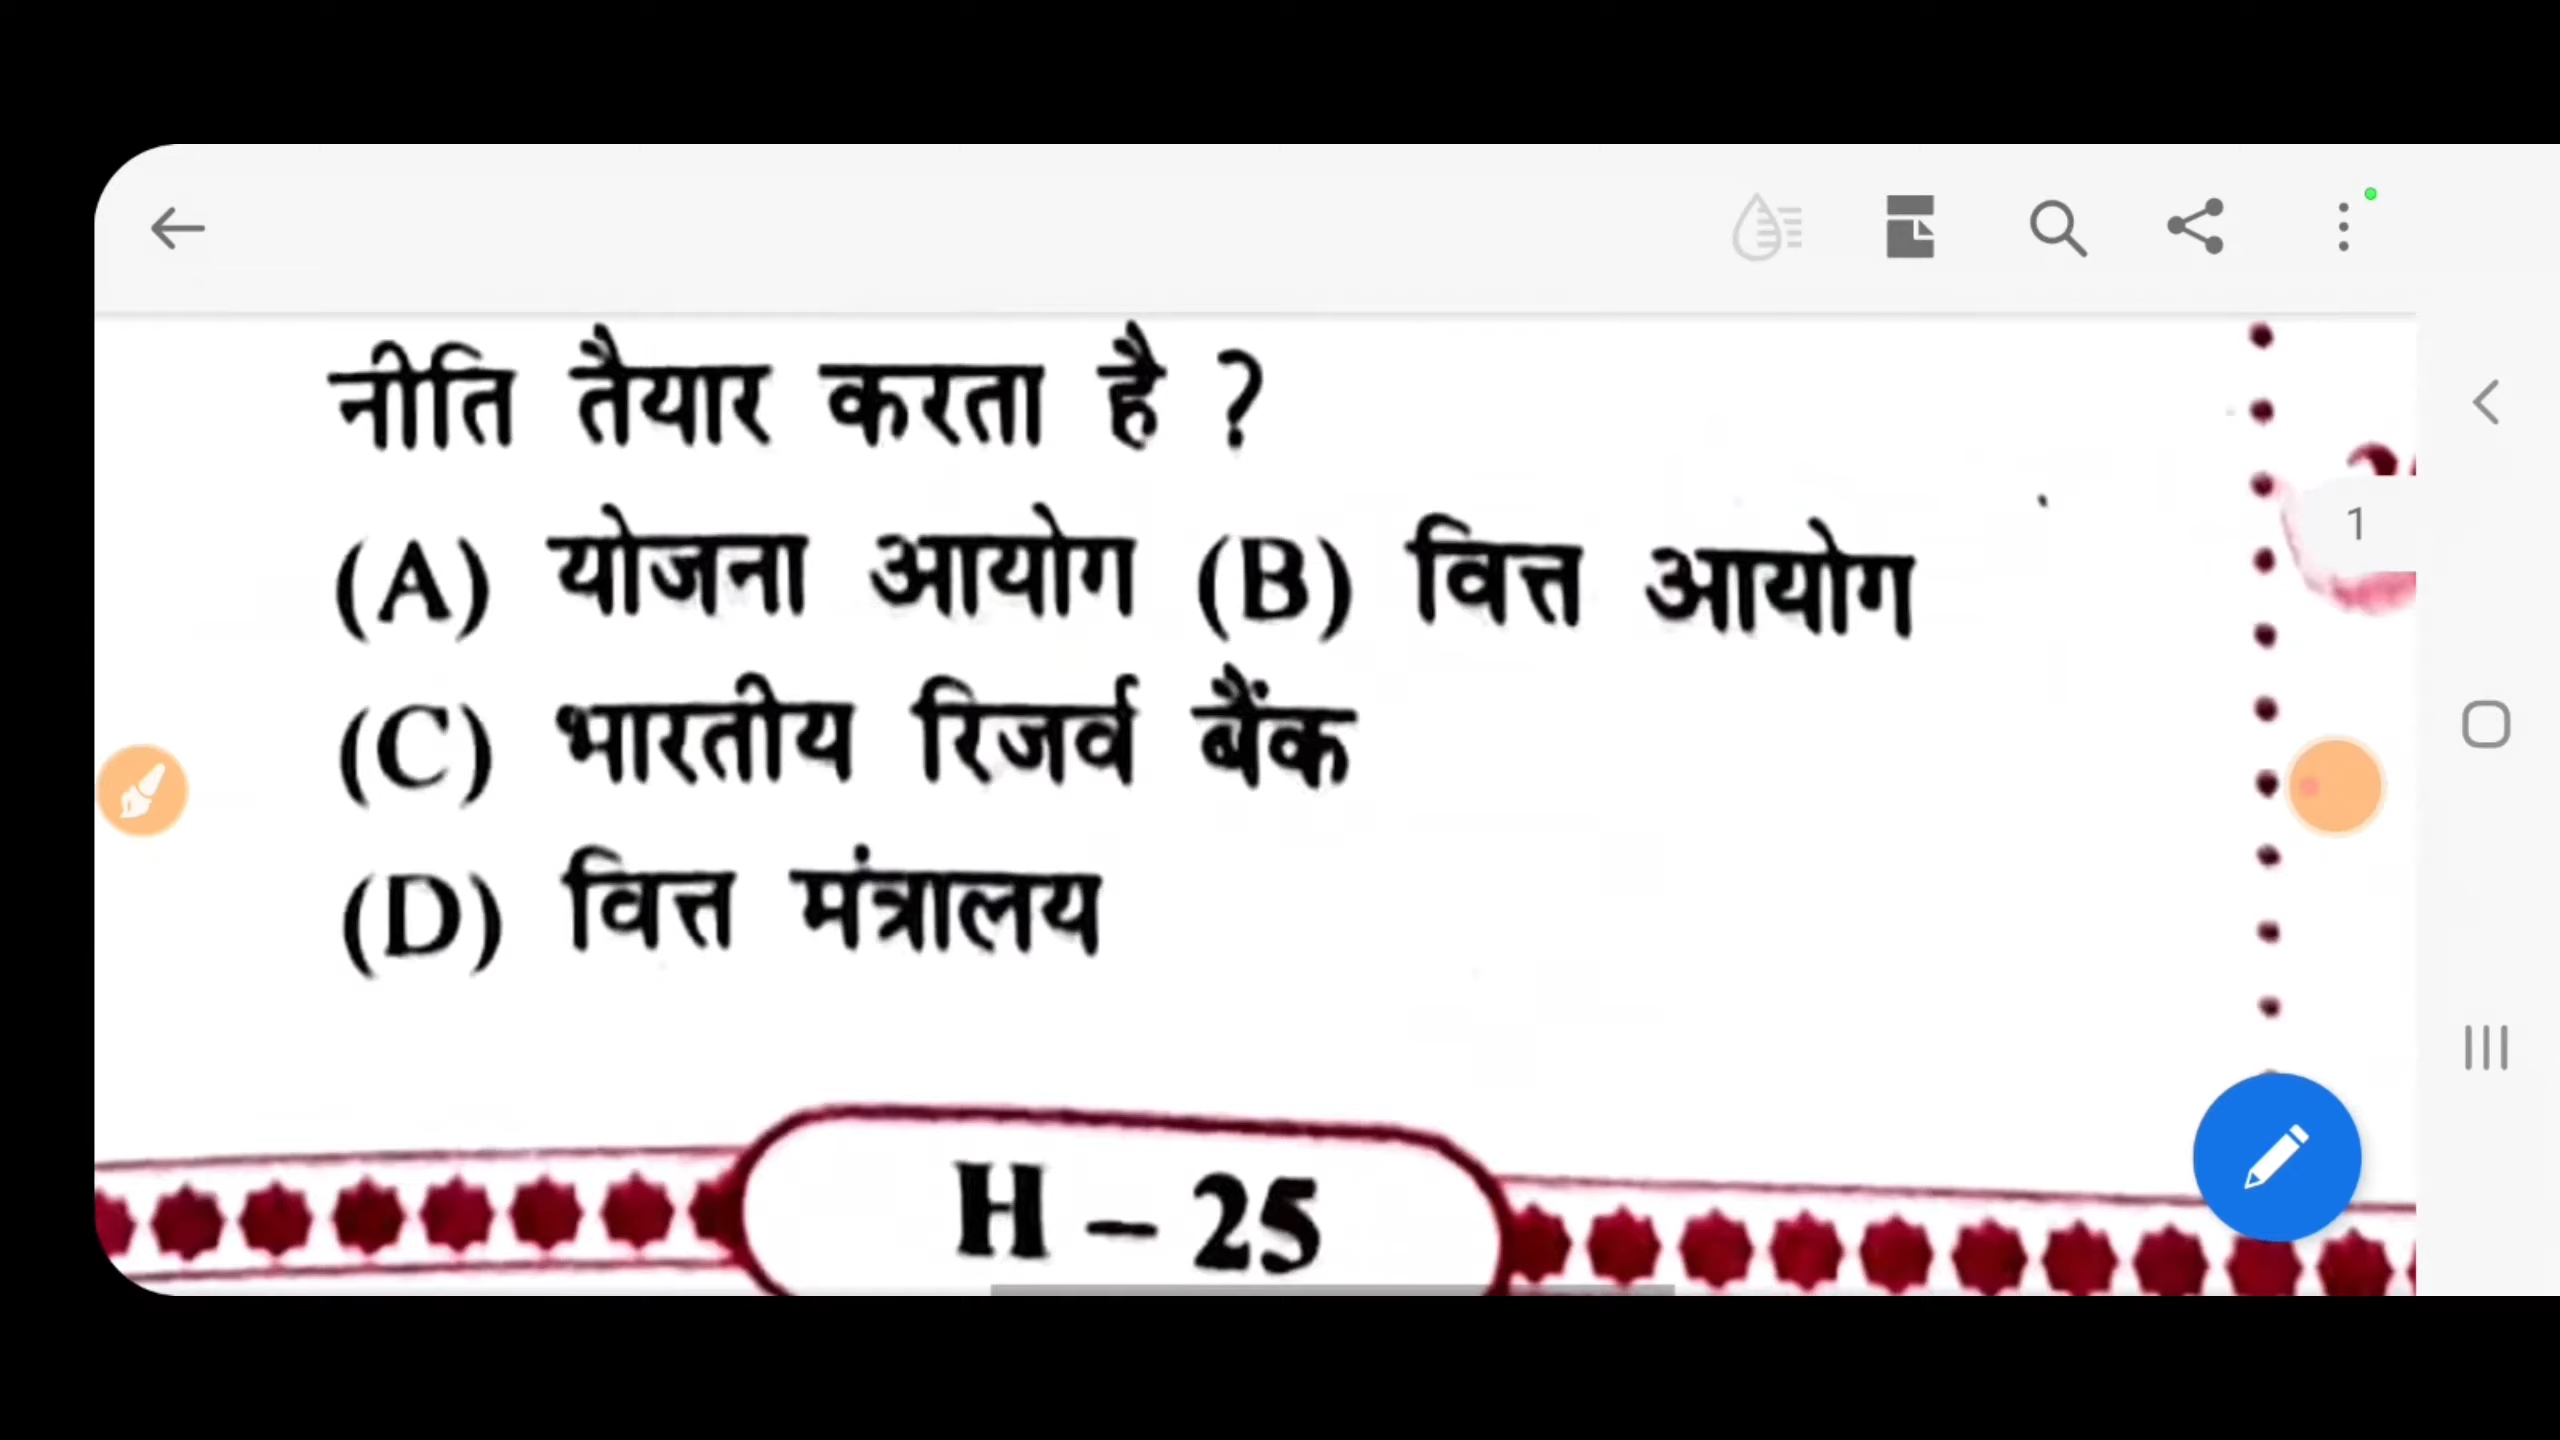 1
नीति तैयार करता है ?
(A) योजना आयोग (B) वित्त आयोग
(C) भारतीय रिजर्व बैंक
(D) वित्त मंत्रालय
H – 25